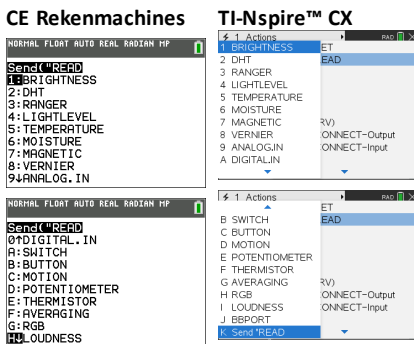 CE Rekenmachines
NORMAL FLOAT AUTO REAL RADIAN MP
Send("READ
1:BRIGHTNESS
2:DHT
3:RANGER
4:LIGHTLEVEL
5:TEMPERATURE
6:MOISTURE
7:MAGNETIC
8:VERNIER
9↓ANALOG.IN
NORMAL FLOAT AUTO REAL RADIAN MP
Send("READ
0↑DIGITAL.IN
A:SWITCH
B:BUTTON
C:MOTION
D:POTENTIOMETER
E:THERMISTOR
F:AVERAGING
G:RGB
H↓LOUDNESS
TI-Nspire™ CX
1 Actions
RAD
1 BRIGHTNESS
ET
2 DHT
EAD
3 RANGER
4 LIGHTLEVEL
5 TEMPERATURE
6 MOISTURE
7 MAGNETIC
RV)
8 VERNIER
ONNECT-Output
9 ANALOG.IN
ONNECT-Input
A DIGITAL.IN
1 Actions
RAD
ET
B SWITCH
EAD
C BUTTON
D MOTION
E POTENTIOMETER
F THERMISTOR
G AVERAGING
RV)
H RGB
ONNECT-Output
I LOUDNESS
ONNECT-Input
J BBPORT
K Send "READ